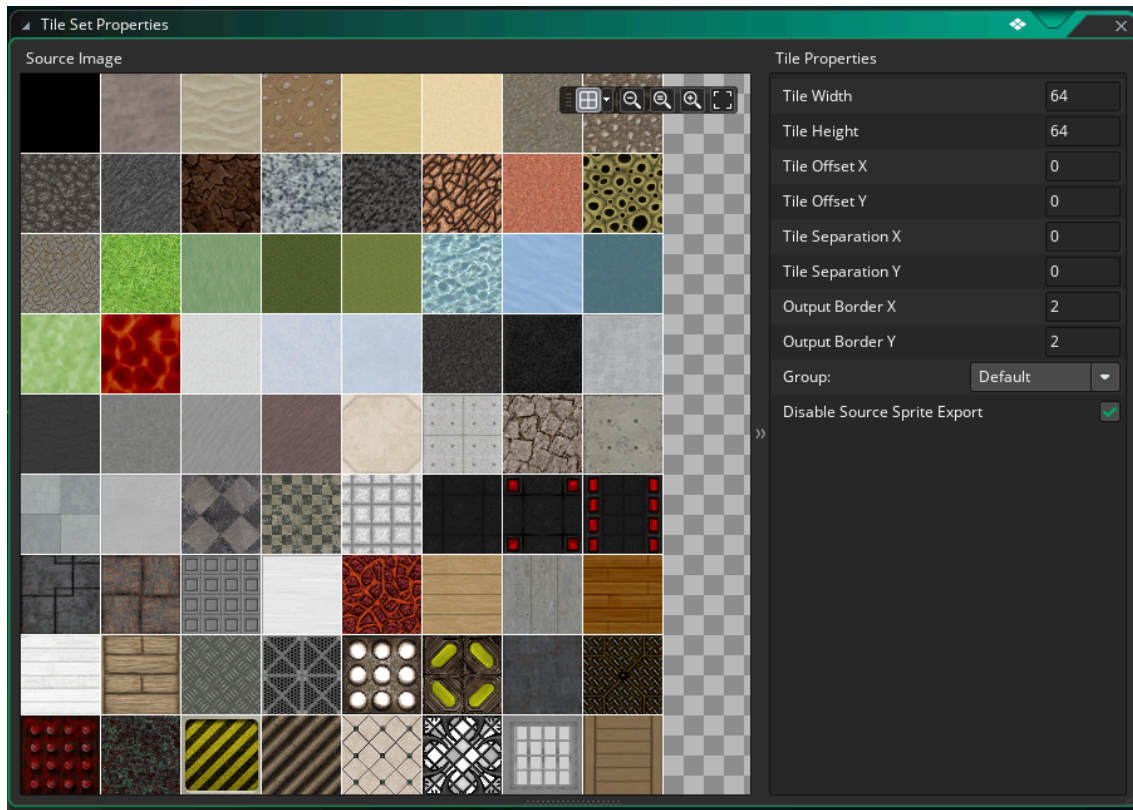 Tile Set Properties
Source Image
Tile Properties
Tile Width 64
Tile Height 64
Tile Offset X 0
Tile Offset Y 0
Tile Separation X 0
Tile Separation Y 0
Output Border X 2
Output Border Y 2
Group: Default
Disable Source Sprite Export